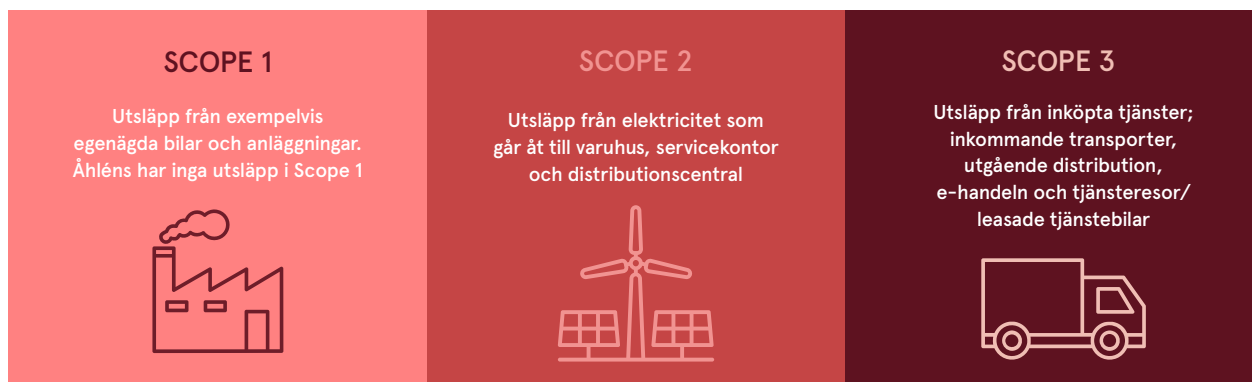 SCOPE 1
Utsläpp från exempelvis
egenägda bilar och anläggningar.
Åhléns har inga utsläpp i Scope 1
SCOPE 2
Utsläpp från elektricitet som
går åt till varuhus, servicekontor
och distributionscentral
SCOPE 3
Utsläpp från inköpta tjänster;
inkommande transporter,
utgående distribution,
e-handeln och tjänsteresor/
leasade tjänstebilar